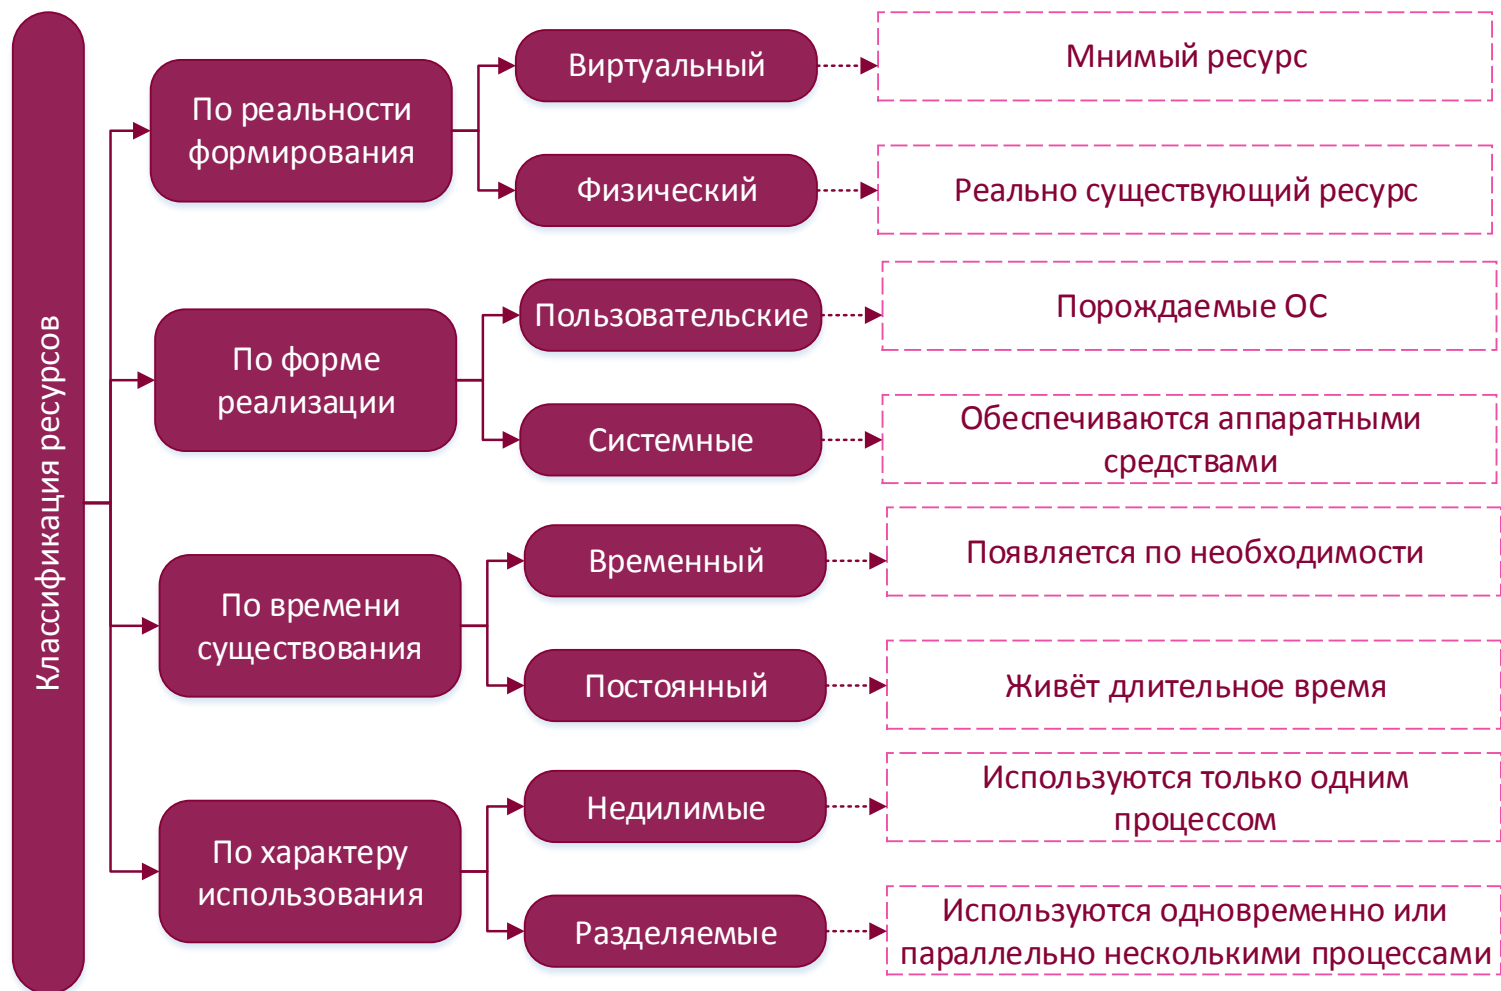 Классификация ресурсов
По реальности
формирования
Виртуальный
Мнимый ресурс
Физический
Реально существующий ресурс
По форме
реализации
Пользовательские
Порождаемые ОС
Системные
Обеспечиваются аппаратными
средствами
По времени
существования
Временный
Появляется по необходимости
Постоянный
Живёт длительное время
По характеру
использования
Недилимые
Используются только одним
процессом
Разделяемые
Используются одновременно или
параллельно несколькими процессами